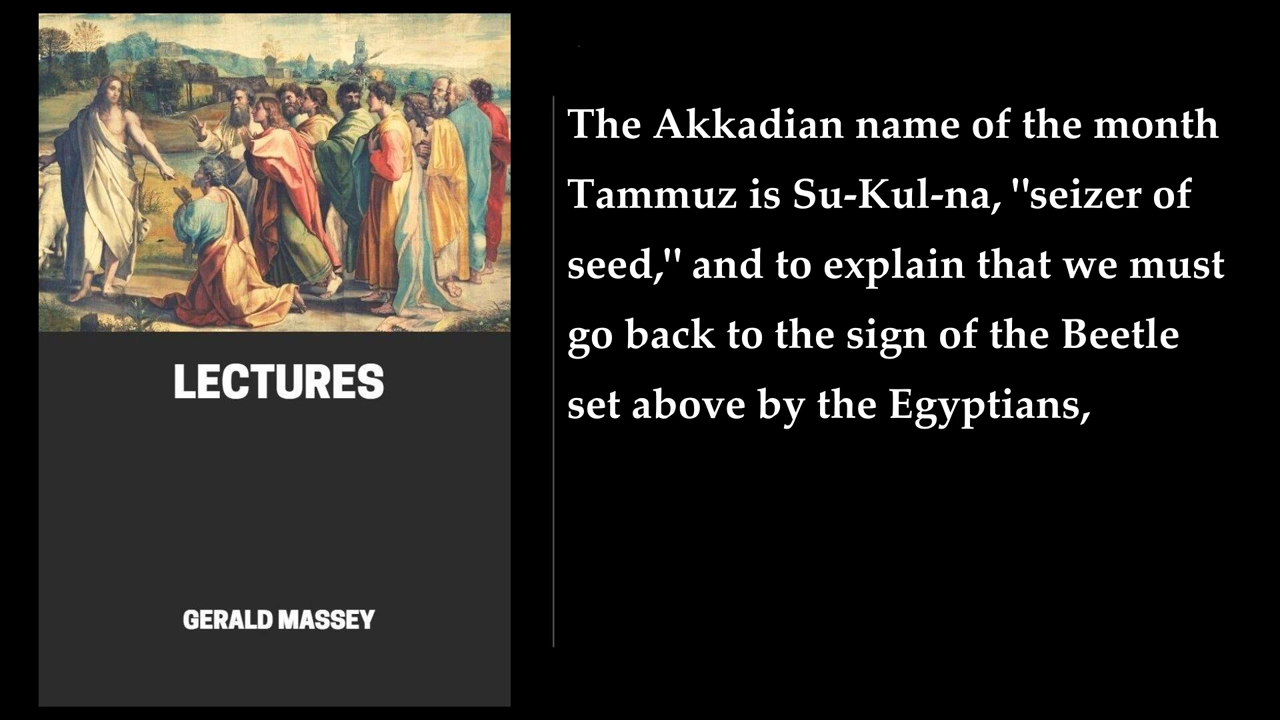 LECTURES
GERALD MASSEY
The Akkadian name of the month
Tammuz is Su-Kul-na, "seizer of
seed," and to explain that we must
go back to the sign of the Beetle
set above by the Egyptians,